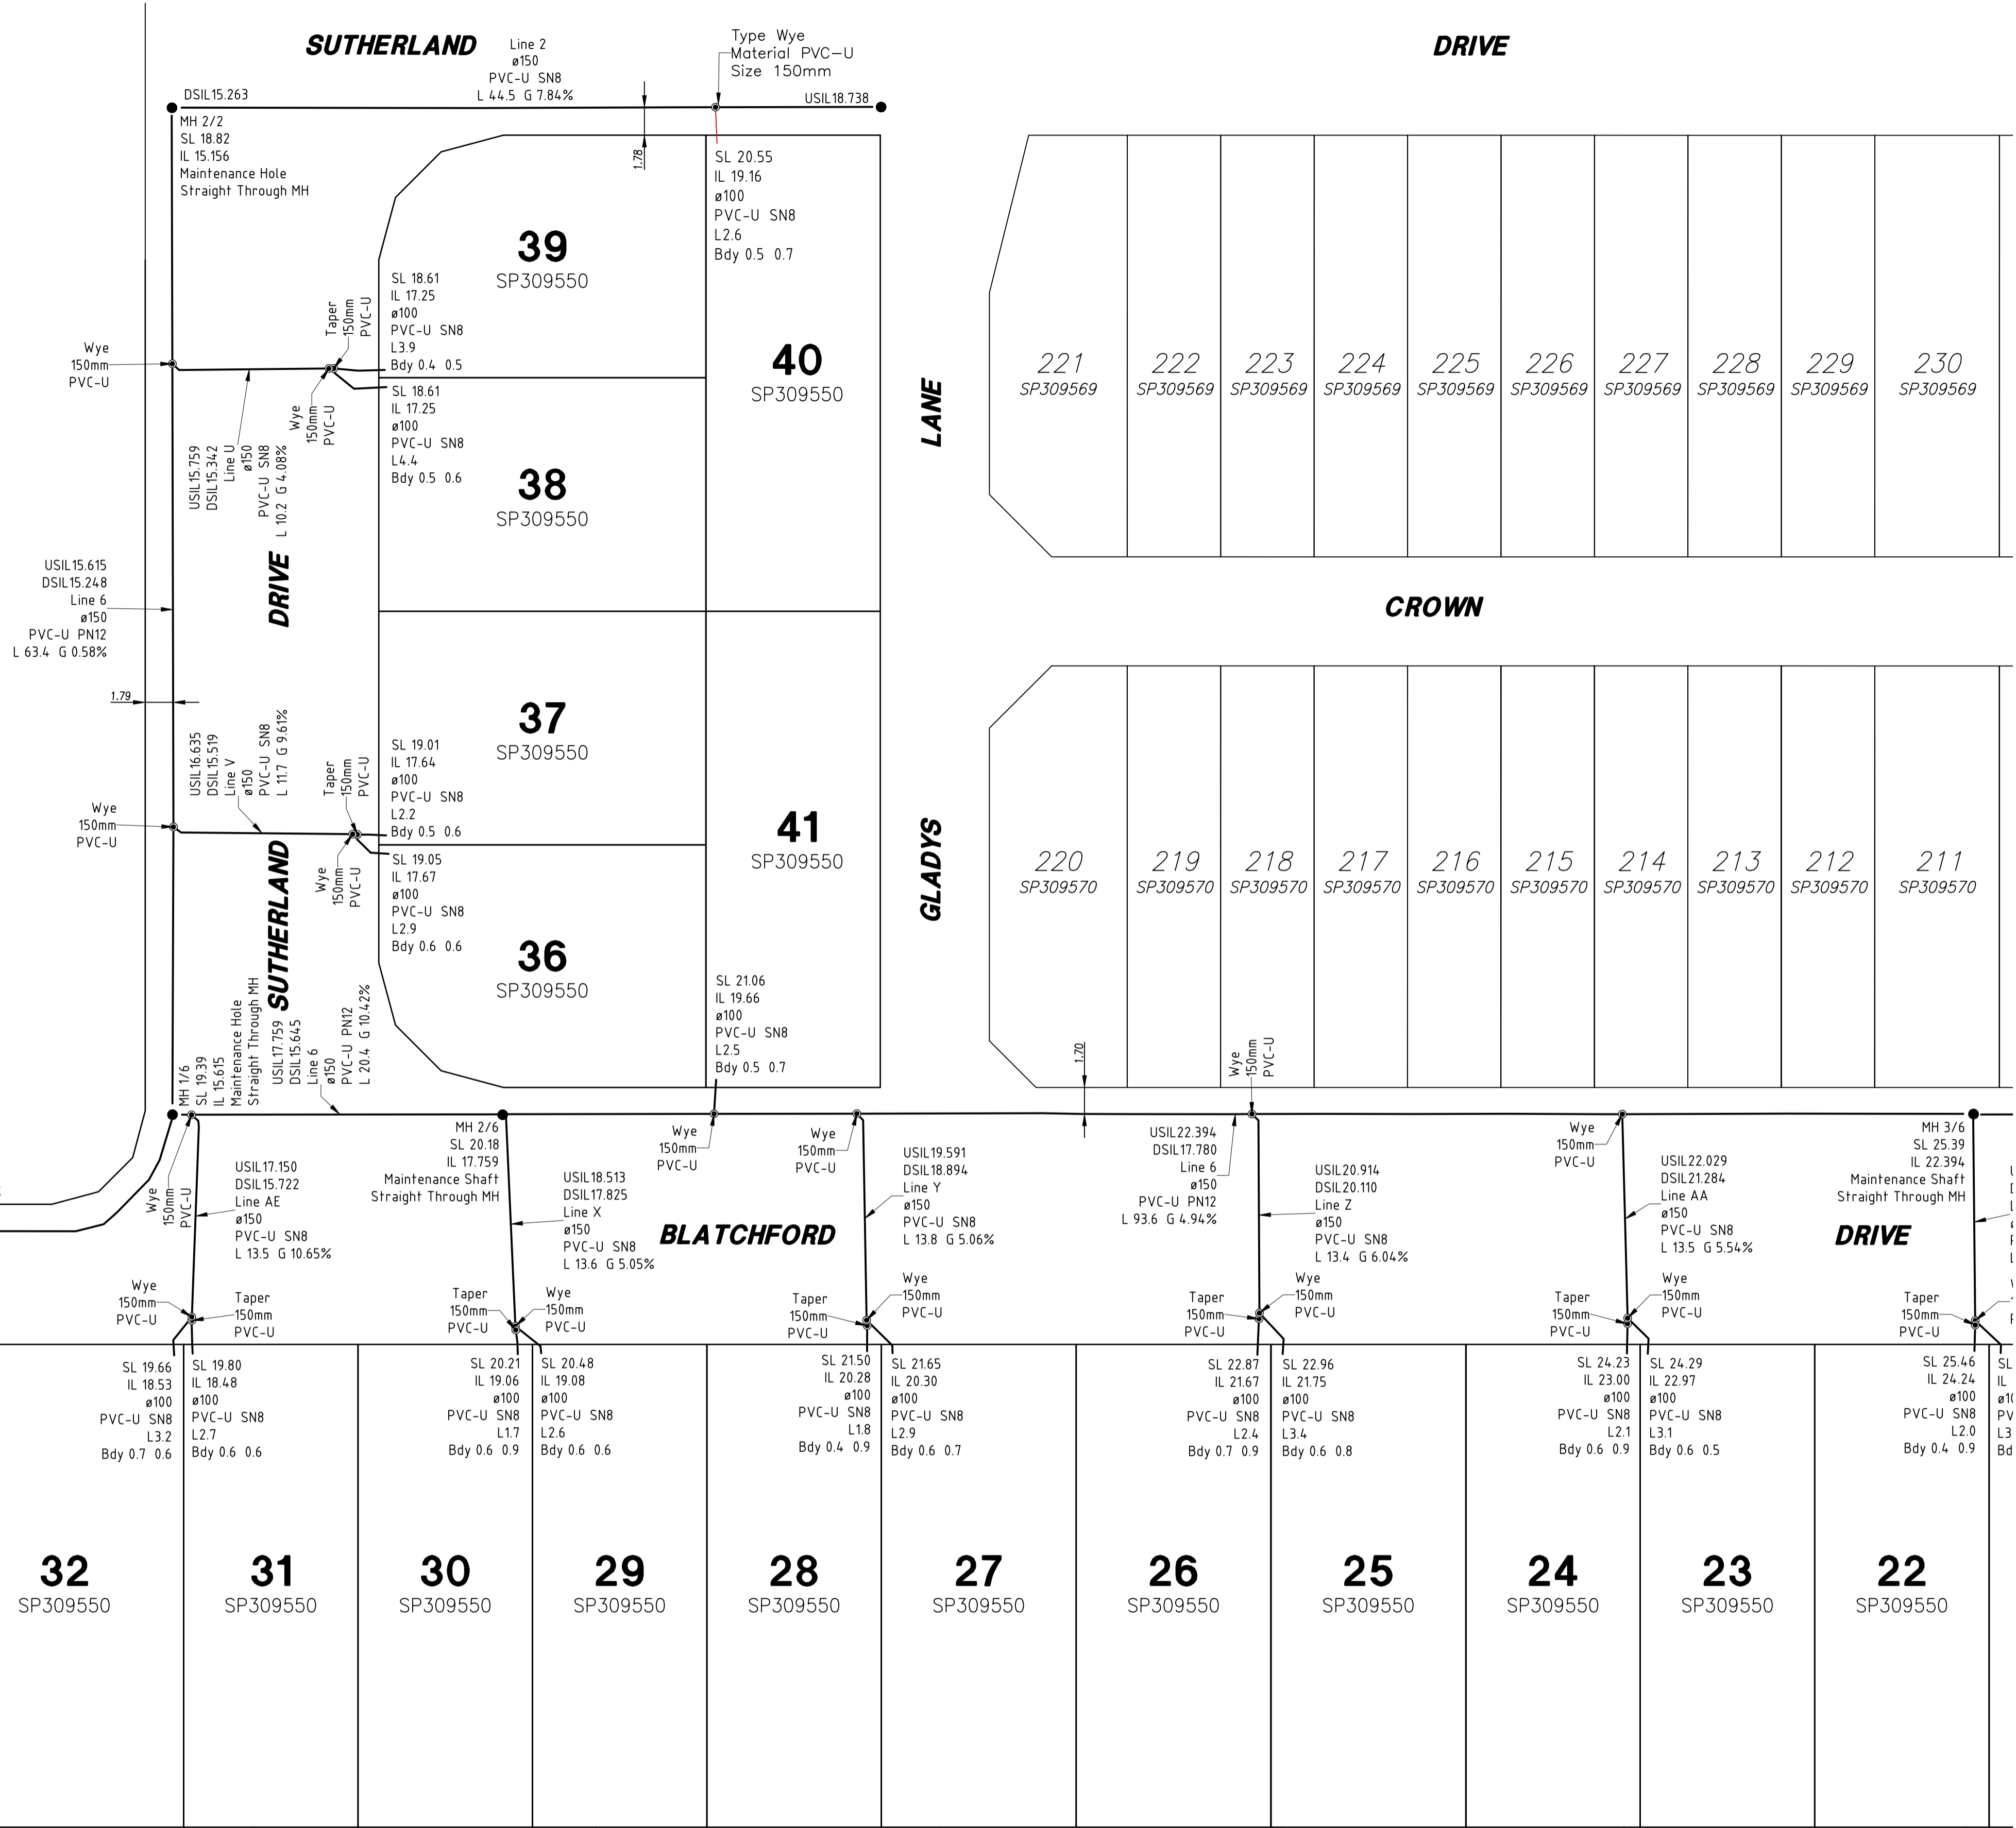 SUTHERLAND
Line 2
ø150
PVC-U SN8
L 44.5 G 7.84%
Type Wye
Material PVC-U
Size 150mm
DRIVE
DSIL15.263
USIL18.738
MH 2/2
SL 18.82
IL 15.156
Maintenance Hole
Straight Through MH
1.78
SL 20.55
IL 19.16
ø100
PVC-U SN8
L2.6
Bdy 0.5 0.7
39
SP309550
SL 18.61
IL 17.25
ø100
PVC-U SN8
L3.9
Bdy 0.4 0.5
Taper
150mm
PVC-U
Wye
150mm
PVC-U
Wye
150mm
PVC-U
SL 18.61
IL 17.25
ø100
PVC-U SN8
L4.4
Bdy 0.5 0.6
USIL15.759
DSIL15.342
Line U
ø150
PVC-U SN8
L 10.2 G 4.08%
38
SP309550
40
SP309550
LANE
221
SP309569
222
SP309569
223
SP309569
224
SP309569
225
SP309569
226
SP309569
227
SP309569
228
SP309569
229
SP309569
230
SP309569
DRIVE
USIL15.615
DSIL15.248
Line 6
ø150
PVC-U PN12
L 63.4 G 0.58%
CROWN
1.79
37
SP309550
USIL16.635
DSIL15.519
Line V
ø150
PVC-U SN8
L 11.7 G 9.61%
Taper
150mm
PVC-U
SL 19.01
IL 17.64
ø100
PVC-U SN8
L2.2
Bdy 0.5 0.6
Wye
150mm
PVC-U
Wye
150mm
PVC-U
SL 19.05
IL 17.67
ø100
PVC-U SN8
L2.9
Bdy 0.6 0.6
41
SP309550
GLADYS
220
SP309570
219
SP309570
218
SP309570
217
SP309570
216
SP309570
215
SP309570
214
SP309570
213
SP309570
212
SP309570
211
SP309570
SUTHERLAND
36
SP309550
MH 1/6
SL 19.39
IL 15.615
Maintenance Hole
Straight Through MH
USIL17.759
DSIL15.645
Line 6
ø150
PVC-U PN12
L 20.4 G 10.42%
SL 21.06
IL 19.66
ø100
PVC-U SN8
L2.5
Bdy 0.5 0.7
1.70
Wye
150mm
PVC-U
Wye
150mm
PVC-U
USIL17.150
DSIL15.722
Line AE
ø150
PVC-U SN8
L 13.5 G 10.65%
MH 2/6
SL 20.18
IL 17.759
Maintenance Shaft
Straight Through MH
USIL18.513
DSIL17.825
Line X
ø150
PVC-U SN8
L 13.6 G 5.05%
Wye
150mm
PVC-U
BLATCHFORD
Wye
150mm
PVC-U
USIL19.591
DSIL18.894
Line Y
ø150
PVC-U SN8
L 13.8 G 5.06%
USIL22.394
DSIL17.780
Line 6
ø150
PVC-U PN12
L 93.6 G 4.94%
USIL20.914
DSIL20.110
Line Z
ø150
PVC-U SN8
L 13.4 G 6.04%
Wye
150mm
PVC-U
USIL22.029
DSIL21.284
Line AA
ø150
PVC-U SN8
L 13.5 G 5.54%
MH 3/6
SL 25.39
IL 22.394
Maintenance Shaft
Straight Through MH
DRIVE
Wye
150mm
PVC-U
Taper
150mm
PVC-U
Taper
150mm
PVC-U
Wye
150mm
PVC-U
Taper
150mm
PVC-U
Wye
150mm
PVC-U
Taper
150mm
PVC-U
Wye
150mm
PVC-U
Taper
150mm
PVC-U
Wye
150mm
PVC-U
Taper
150mm
PVC-U
SL 19.66
IL 18.53
ø100
PVC-U SN8
L3.2
Bdy 0.7 0.6
SL 19.80
IL 18.48
ø100
PVC-U SN8
L2.7
Bdy 0.6 0.6
SL 20.21
IL 19.06
ø100
PVC-U SN8
L1.7
Bdy 0.6 0.9
SL 20.48
IL 19.08
ø100
PVC-U SN8
L2.6
Bdy 0.6 0.6
SL 21.50
IL 20.28
ø100
PVC-U SN8
L1.8
Bdy 0.4 0.9
SL 21.65
IL 20.30
ø100
PVC-U SN8
L2.9
Bdy 0.6 0.7
SL 22.87
IL 21.67
ø100
PVC-U SN8
L2.4
Bdy 0.7 0.9
SL 22.96
IL 21.75
ø100
PVC-U SN8
L3.4
Bdy 0.6 0.8
SL 24.23
IL 23.00
ø100
PVC-U SN8
L2.1
Bdy 0.6 0.9
SL 24.29
IL 22.97
ø100
PVC-U SN8
L3.1
Bdy 0.6 0.5
SL 25.46
IL 24.24
ø100
PVC-U SN8
L2.0
Bdy 0.4 0.9
SL
IL
32
SP309550
31
SP309550
30
SP309550
29
SP309550
28
SP309550
27
SP309550
26
SP309550
25
SP309550
24
SP309550
23
SP309550
22
SP309550